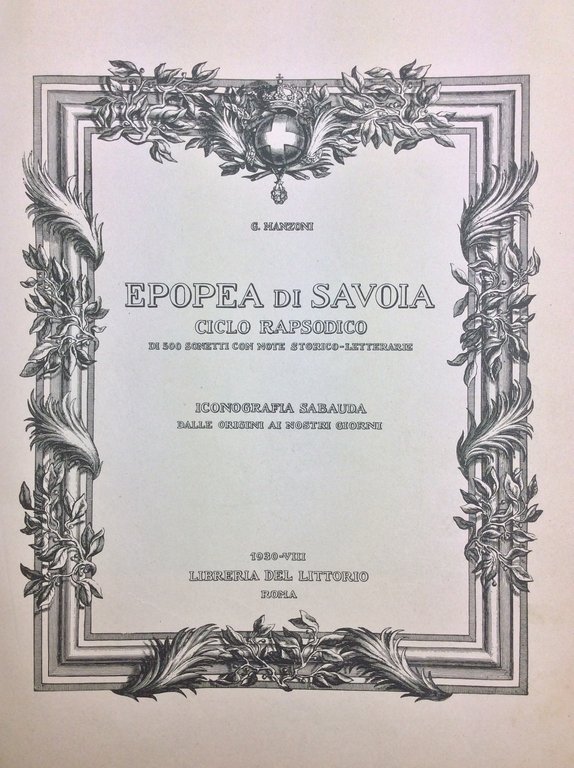 G. MANZONI
EPOPEA DI SAVOIA
CICLO RAPSODICO
DI 500 SONETTI CON NOTE STORICO-LETTERARIE
ICONOGRAFIA SABAUDA
DALLE ORIGINI AI NOSTRI GIORNI
1930-VIII
LIBRERIA DEL LITTORIO
ROMA